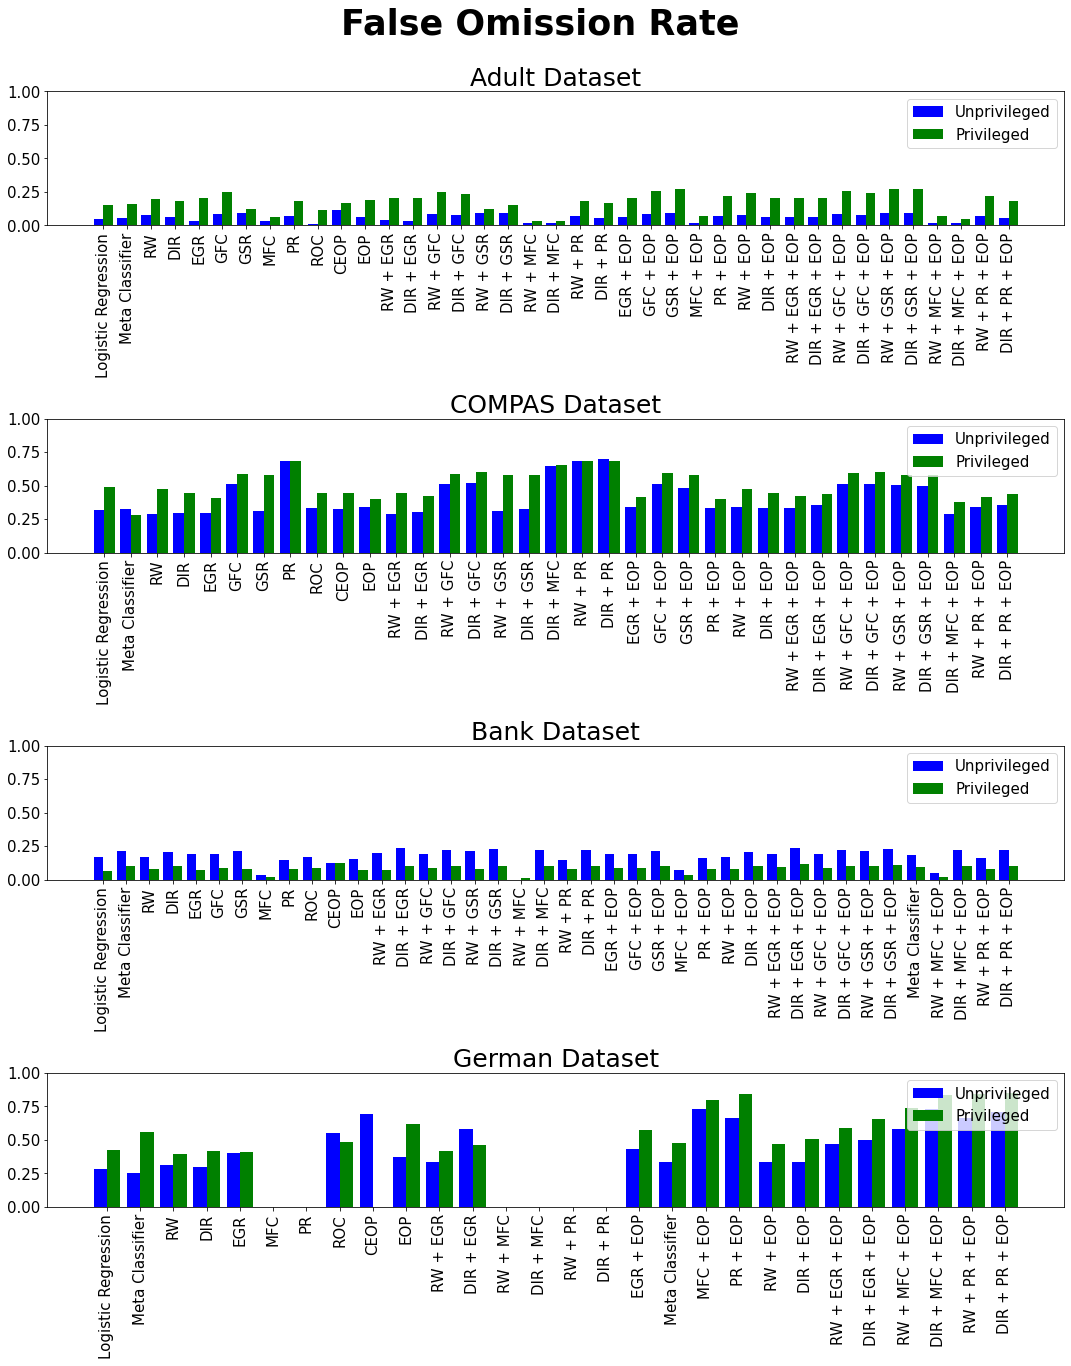 False Omission Rate
Adult Dataset
1.00
0.75
0.50
0.25
0.00
Unprivileged
Privileged
Logistic Regression
Meta Classifier
RW
DIR
EGR
GFC
GSR
MFC
PR
ROC
CEOP
EOP
RW + EGR
DIR + EGR
RW + GFC
DIR + GFC
RW + GSR
DIR + GSR
RW + MFC
DIR + MFC
RW + PR
DIR + PR
EGR + EOP
GFC + EOP
GSR + EOP
MFC + EOP
PR + EOP
RW + EOP
DIR + EOP
RW + EGR + EOP
DIR + EGR + EOP
RW + GFC + EOP
DIR + GFC + EOP
RW + GSR + EOP
DIR + GSR + EOP
RW + MFC + EOP
DIR + MFC + EOP
RW + PR + EOP
DIR + PR + EOP
COMPAS Dataset
1.00
0.75
0.50
0.25
0.00
Unprivileged
Privileged
Logistic Regression
Meta Classifier
RW
DIR
EGR
GFC
GSR
PR
ROC
CEOP
EOP
RW + EGR
DIR + EGR
RW + GFC
DIR + GFC
RW + GSR
DIR + GSR
DIR + MFC
RW + PR
DIR + PR
EGR + EOP
GFC + EOP
GSR + EOP
PR + EOP
RW + EOP
DIR + EOP
RW + EGR + EOP
DIR + EGR + EOP
RW + GFC + EOP
DIR + GFC + EOP
RW + GSR + EOP
DIR + GSR + EOP
DIR + MFC + EOP
RW + PR + EOP
DIR + PR + EOP
Bank Dataset
1.00
0.75
0.50
0.25
0.00
Unprivileged
Privileged
Logistic Regression
Meta Classifier
RW
DIR
EGR
GFC
GSR
MFC
PR
ROC
CEOP
EOP
RW + EGR
DIR + EGR
RW + GFC
DIR + GFC
RW + GSR
DIR + GSR
RW + MFC
DIR + MFC
RW + PR
DIR + PR
EGR + EOP
GFC + EOP
GSR + EOP
MFC + EOP
PR + EOP
RW + EOP
DIR + EOP
RW + EGR + EOP
DIR + EGR + EOP
RW + GFC + EOP
DIR + GFC + EOP
RW + GSR + EOP
DIR + GSR + EOP
Meta Classifier
RW + MFC + EOP
DIR + MFC + EOP
RW + PR + EOP
DIR + PR + EOP
German Dataset
1.00
0.75
0.50
0.25
0.00
Unprivileged
Privileged
Logistic Regression
Meta Classifier
RW
DIR
EGR
MFC
PR
ROC
CEOP
EOP
RW + EGR
DIR + EGR
RW + MFC
DIR + MFC
RW + PR
DIR + PR
EGR + EOP
Meta Classifier
MFC + EOP
PR + EOP
RW + EOP
DIR + EOP
RW + EGR + EOP
DIR + EGR + EOP
RW + MFC + EOP
DIR + MFC + EOP
RW + PR + EOP
DIR + PR + EOP